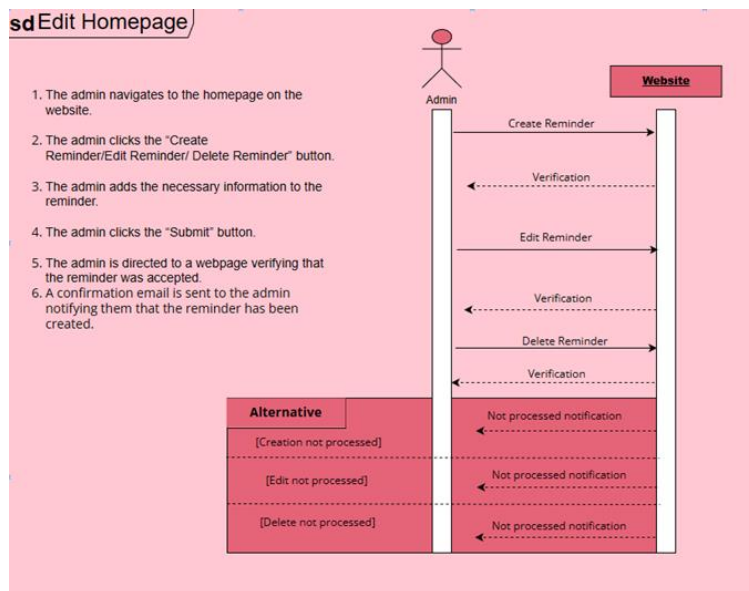 sd Edit Homepage
1. The admin navigates to the homepage on the
website.
2. The admin clicks the “Create
Reminder/Edit Reminder/ Delete Reminder” button.
3. The admin adds the necessary information to the
reminder.
4. The admin clicks the “Submit” button.
5. The admin is directed to a webpage verifying that
the reminder was accepted.
6. A confirmation email is sent to the admin
notifying them that the reminder has been
created.
Admin
Website
Create Reminder
Verification
Edit Reminder
Verification
Delete Reminder
Verification
Alternative
Not processed notification
[Creation not processed]
Not processed notification
[Edit not processed]
Not processed notification
[Delete not processed]